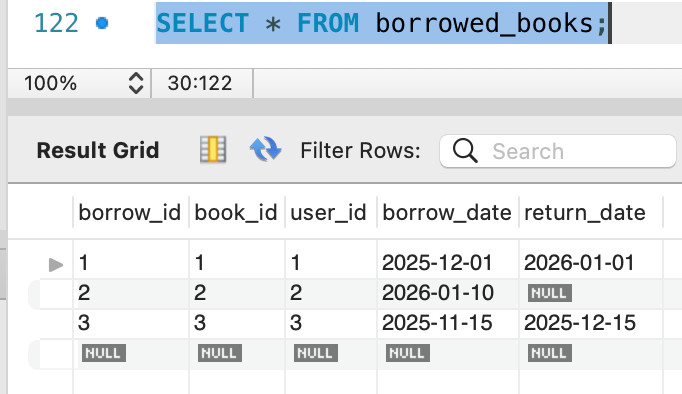 122 SELECT * FROM borrowed_books;
100% 30:122
Result Grid Filter Rows: Search
borrow_id book_id user_id borrow_date return_date
1 1 1 2025-12-01 2026-01-01
2 2 2 2026-01-10 NULL
3 3 3 2025-11-15 2025-12-15
NULL NULL NULL NULL NULL